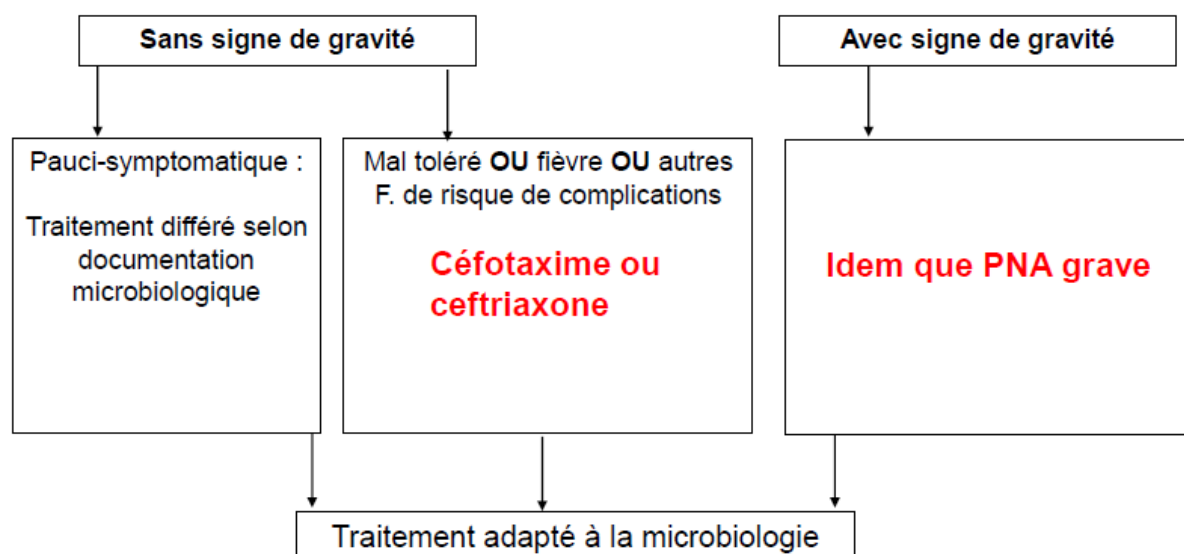 Sans signe de gravité
Avec signe de gravité
Pauci-symptomatique :
Traitement différé selon
documentation
microbiologique
Mal toléré OU fièvre OU autres
F. de risque de complications
Céfotaxime ou
ceftriaxone
Idem que PNA grave
Traitement adapté à la microbiologie